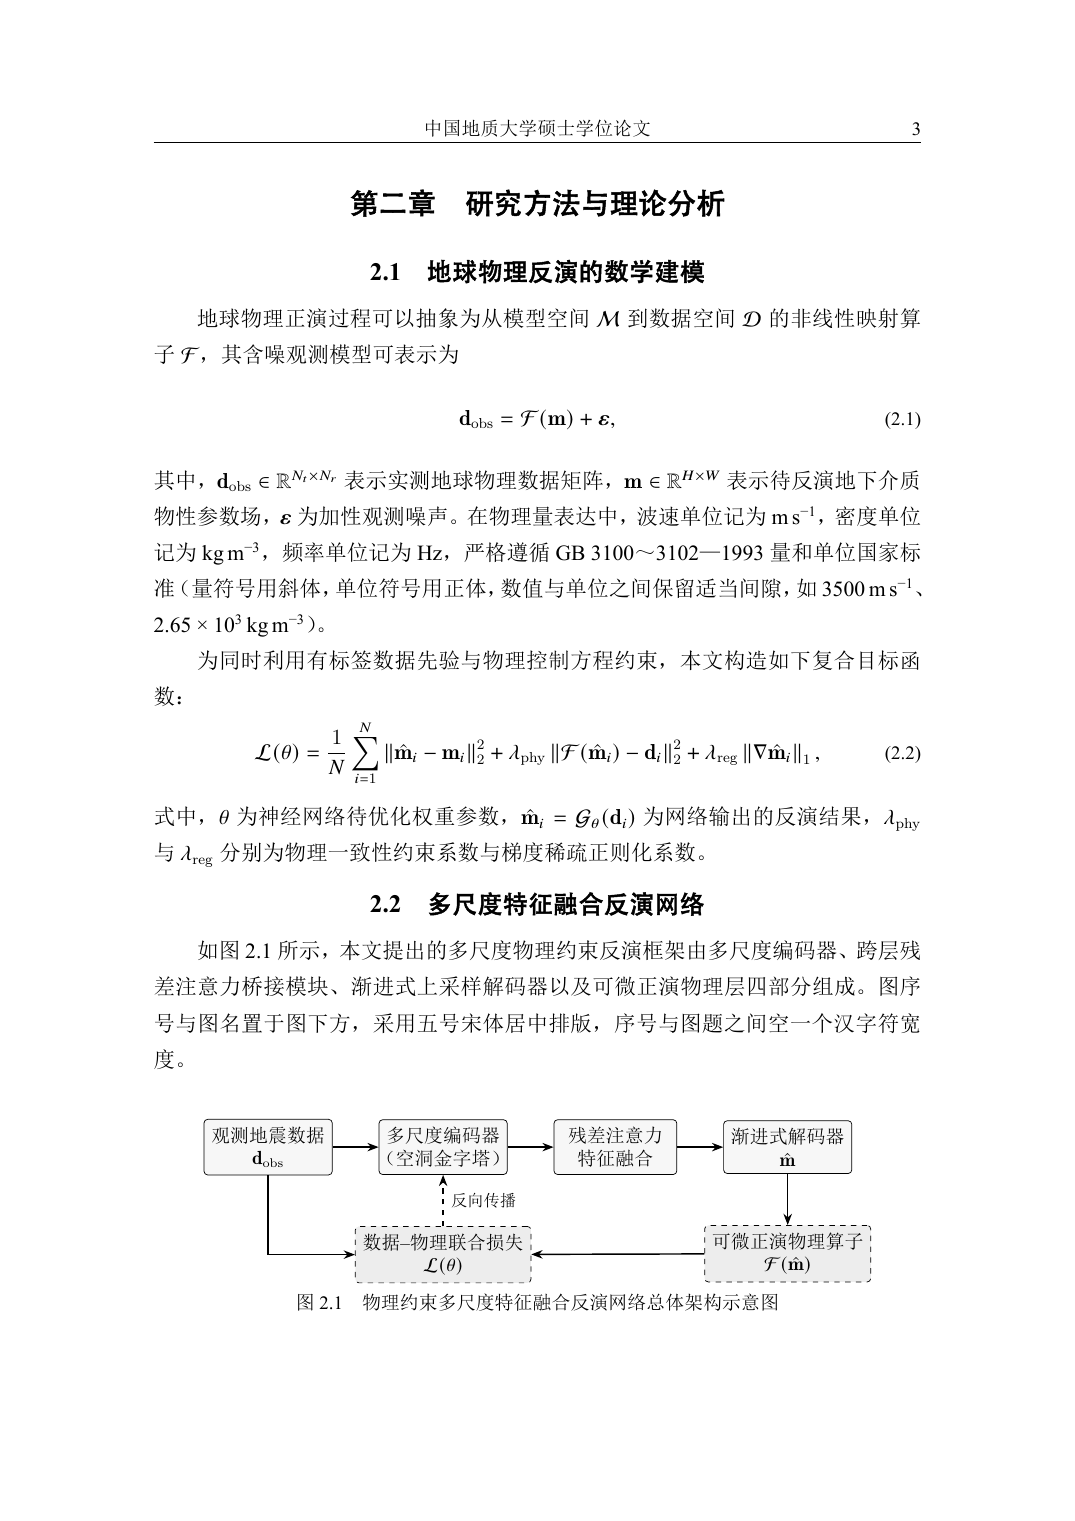 中国地质大学硕士学位论文 3
第二章 研究方法与理论分析
2.1 地球物理反演的数学建模
地球物理正演过程可以抽象为从模型空间 ℳ 到数据空间 𝒟 的非线性映射算
子 ℱ，其含噪观测模型可表示为
d_obs = ℱ(m) + ε, (2.1)
其中，d_obs ∈ ℝ^{N_t×N_r} 表示实测地球物理数据矩阵，m ∈ ℝ^{H×W} 表示待反演地下介质
物性参数场，ε 为加性观测噪声。在物理量表达中，波速单位记为 m s⁻¹，密度单位
记为 kg m⁻³，频率单位记为 Hz，严格遵循 GB 3100～3102—1993 量和单位国家标
准（量符号用斜体，单位符号用正体，数值与单位之间保留适当间隙，如 3500 m s⁻¹、
2.65 × 10³ kg m⁻³）。
为同时利用有标签数据先验与物理控制方程约束，本文构造如下复合目标函
数：
ℒ(θ) = \frac{1}{N} \sum_{i=1}^{N} ‖m̂_i − m_i‖_2^2 + λ_phy ‖ℱ(m̂_i) − d_i‖_2^2 + λ_reg ‖∇m̂_i‖_1 , (2.2)
式中，θ 为神经网络待优化权重参数，m̂_i = 𝒢_θ(d_i) 为网络输出的反演结果，λ_phy
与 λ_reg 分别为物理一致性约束系数与梯度稀疏正则化系数。
2.2 多尺度特征融合反演网络
如图 2.1 所示，本文提出的多尺度物理约束反演框架由多尺度编码器、跨层残
差注意力桥接模块、渐进式上采样解码器以及可微正演物理层四部分组成。图序
号与图名置于图下方，采用五号宋体居中排版，序号与图题之间空一个汉字符宽
度。
观测地震数据
d_obs
多尺度编码器
（空洞金字塔）
残差注意力
特征融合
渐进式解码器
m̂
反向传播
数据–物理联合损失
ℒ(θ)
可微正演物理算子
ℱ(m̂)
图 2.1 物理约束多尺度特征融合反演网络总体架构示意图